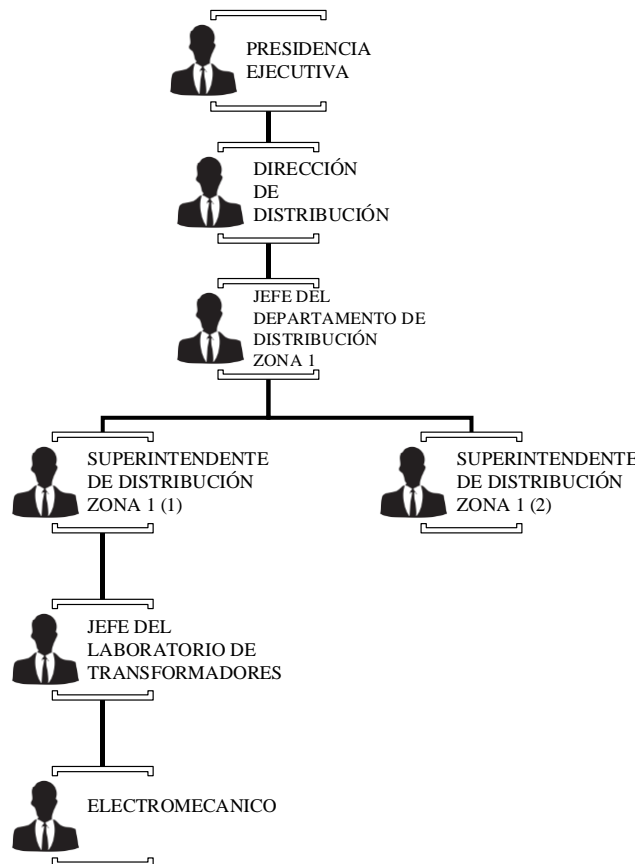 PRESIDENCIA
EJECUTIVA
DIRECCIÓN
DE
DISTRIBUCIÓN
JEFE DEL
DEPARTAMENTO DE
DISTRIBUCIÓN
ZONA 1
SUPERINTENDENTE
DE DISTRIBUCIÓN
ZONA 1 (1)
SUPERINTENDENTE
DE DISTRIBUCIÓN
ZONA 1 (2)
JEFE DEL
LABORATORIO DE
TRANSFORMADORES
ELECTROMECANICO